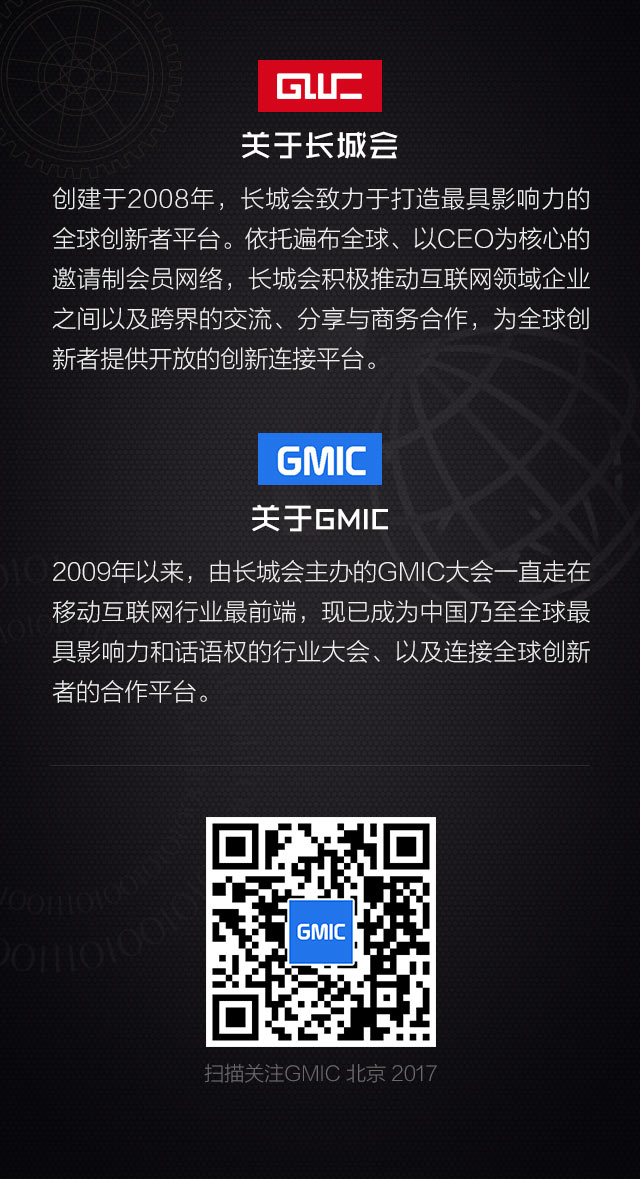 GWC
关于长城会
创建于2008年，长城会致力于打造最具影响力的
全球创新者平台。依托遍布全球、以CEO为核心的
邀请制会员网络，长城会积极推动互联网领域企业
之间以及跨界的交流、分享与商务合作，为全球创
新者提供开放的创新连接平台。
GMIC
关于GMIC
2009年以来，由长城会主办的GMIC大会一直走在
移动互联网行业最前端，现已成为中国乃至全球最
具影响力和话语权的行业大会、以及连接全球创新
者的合作平台。
GMIC
扫描关注GMIC 北京 2017